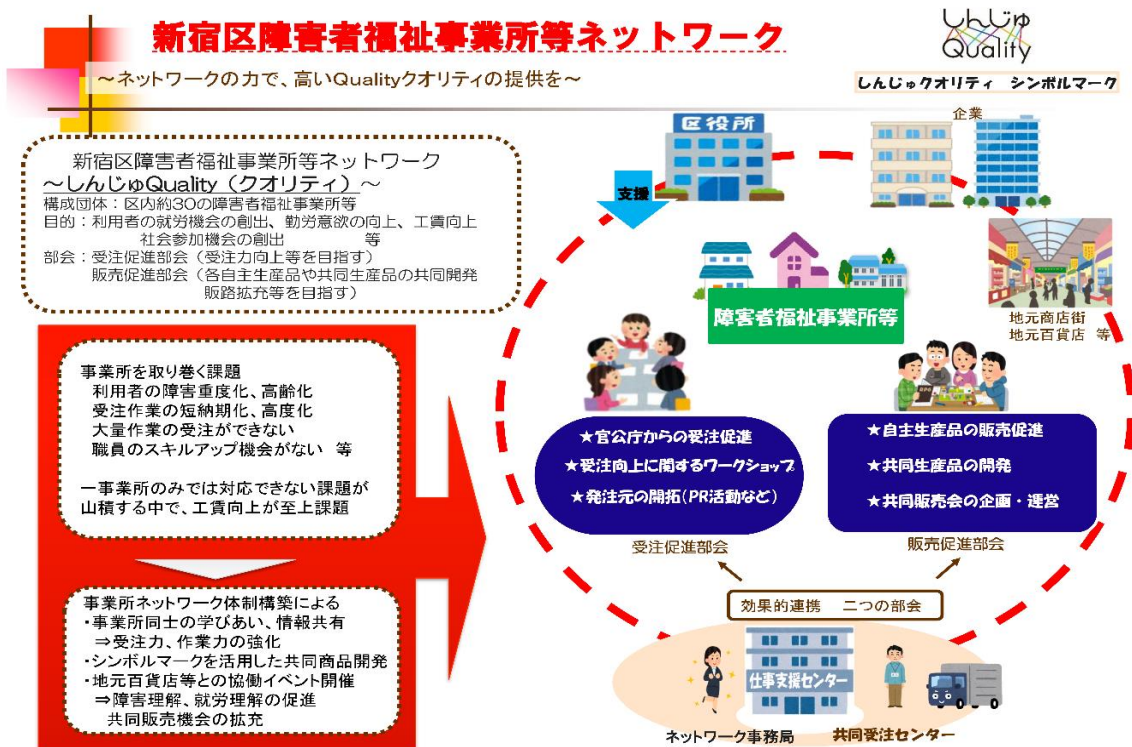 新宿区障害者福祉事業所等ネットワーク
～ネットワークの力で、高いQualityクオリティの提供を～
しんじゅ
Quality
しんじゅクオリティ　シンボルマーク
新宿区障害者福祉事業所等ネットワーク
～しんじゅQuality（クオリティ）～
構成団体：区内約30の障害者福祉事業所等
目的：利用者の就労機会の創出、勤労意欲の向上、工賃向上
社会参加機会の創出　　　　等
部会：受注促進部会（受注力向上等を目指す）
販売促進部会（各自主生産品や共同生産品の共同開発
販路拡充等を目指す）
事業所を取り巻く課題
利用者の障害重度化、高齢化
受注作業の短納期化、高度化
大量作業の受注ができない
職員のスキルアップ機会がない　等
一事業所のみでは対応できない課題が
山積する中で、工賃向上が至上課題
事業所ネットワーク体制構築による
・事業所同士の学びあい、情報共有
⇒受注力、作業力の強化
・シンボルマークを活用した共同商品開発
・地元百貨店等との協働イベント開催
⇒障害理解、就労理解の促進
共同販売機会の拡充
区役所
企業
支援
障害者福祉事業所等
地元商店街
地元百貨店　等
★官公庁からの受注促進
★受注向上に関するワークショップ
★発注元の開拓（PR活動など）
受注促進部会
★自主生産品の販売促進
★共同生産品の開発
★共同販売会の企画・運営
販売促進部会
効果的連携　二つの部会
仕事支援センター
ネットワーク事務局
共同受注センター